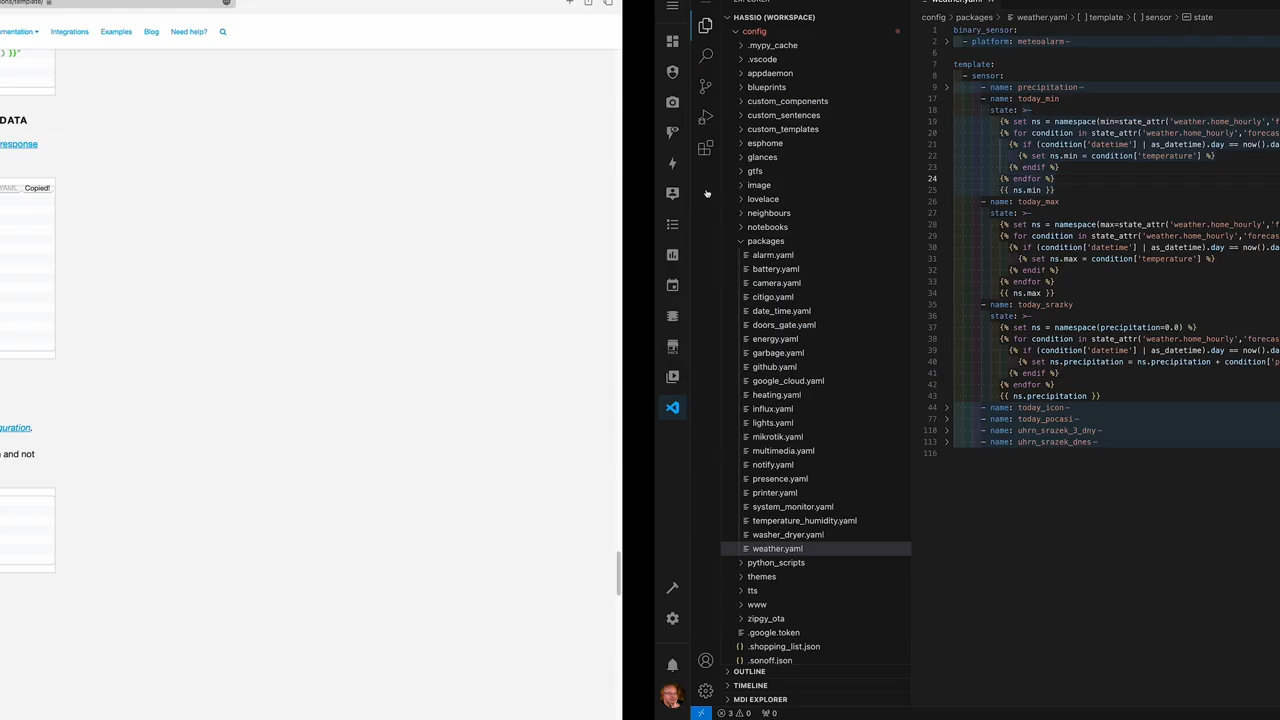 ons/template/
mentation
Integrations
Examples
Blog
Need help?
) }}"
DATA
response
YAML Copied!
guration.
and not
EXPLORER
HASSIO (WORKSPACE)
config
.mypy_cache
.vscode
appdaemon
blueprints
custom_components
custom_sentences
custom_templates
esphome
glances
gtfs
image
lovelace
neighbours
notebooks
packages
alarm.yaml
battery.yaml
camera.yaml
citigo.yaml
date_time.yaml
doors_gate.yaml
energy.yaml
garbage.yaml
github.yaml
google_cloud.yaml
heating.yaml
influx.yaml
lights.yaml
mikrotik.yaml
multimedia.yaml
notify.yaml
presence.yaml
printer.yaml
system_monitor.yaml
temperature_humidity.yaml
washer_dryer.yaml
weather.yaml
python_scripts
themes
tts
www
zipgy_ota
.google.token
{} .shopping_list.json
{} .sonoff.json
OUTLINE
TIMELINE
MDI EXPLORER
3 0 0
weather.yaml
config > packages > weather.yaml > [ ] template > [ ] sensor > state
1 binary_sensor:
2 - platform: meteoalarm
7 template:
8 - sensor:
9 - name: precipitation
17 - name: today_min
18 state: >-
19 {% set ns = namespace(min=state_attr('weather.home_hourly','f
20 {% for condition in state_attr('weather.home_hourly','forecas
21 {% if (condition['datetime'] | as_datetime).day == now().da
22 {% set ns.min = condition['temperature'] %}
23 {% endif %}
24 {% endfor %}
25 {{ ns.min }}
26 - name: today_max
27 state: >-
28 {% set ns = namespace(max=state_attr('weather.home_hourly','f
29 {% for condition in state_attr('weather.home_hourly','forecas
30 {% if (condition['datetime'] | as_datetime).day == now().da
31 {% set ns.max = condition['temperature'] %}
32 {% endif %}
33 {% endfor %}
34 {{ ns.max }}
35 - name: today_srazky
36 state: >-
37 {% set ns = namespace(precipitation=0.0) %}
38 {% for condition in state_attr('weather.home_hourly','forecas
39 {% if (condition['datetime'] | as_datetime).day == now().da
40 {% set ns.precipitation = ns.precipitation + condition['p
41 {% endif %}
42 {% endfor %}
43 {{ ns.precipitation }}
44 - name: today_icon
77 - name: today_pocasi
110 - name: uhrn_srazek_3_dny
113 - name: uhrn_srazek_dnes
116